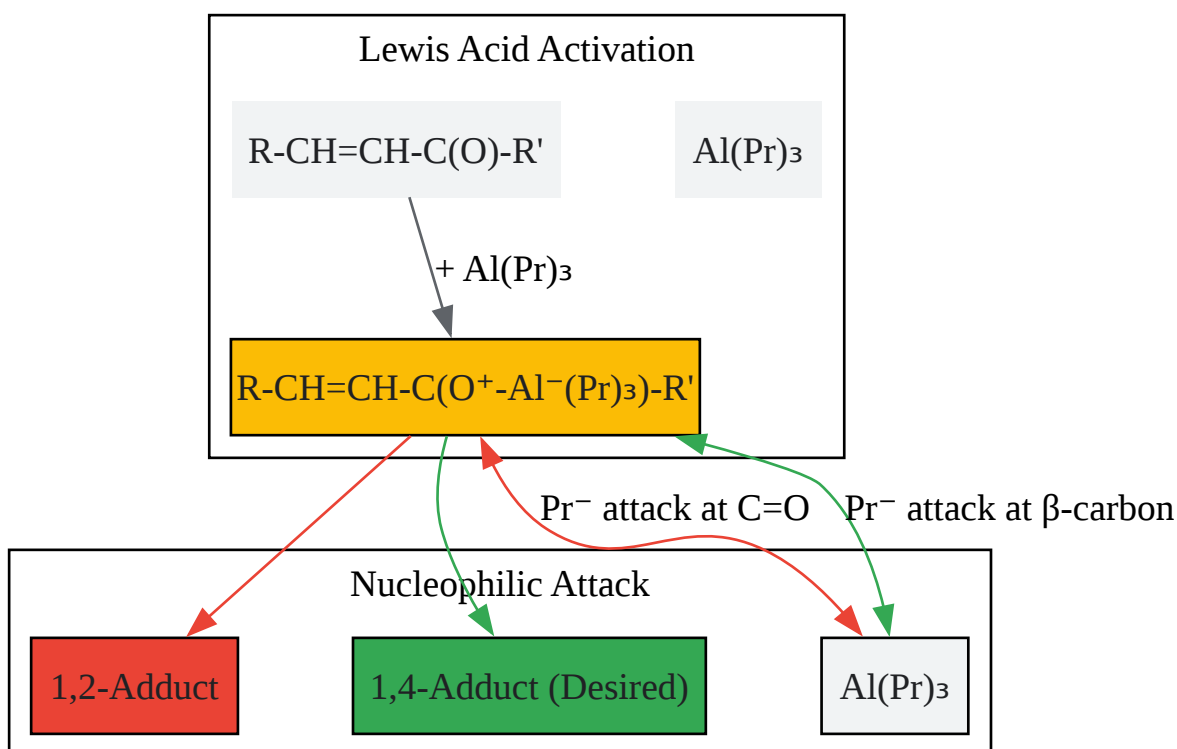 Lewis Acid Activation
R-CH=CH-C(O)-R'
Al(Pr)₃
+ Al(Pr)₃
R-CH=CH-C(O⁺-Al⁻(Pr)₃)-R'
Pr⁻ attack at C=O
Pr⁻ attack at β-carbon
Nucleophilic Attack
1,2-Adduct
1,4-Adduct (Desired)
Al(Pr)₃